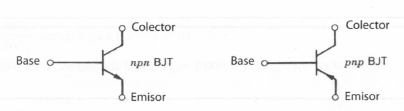 Colector
Base
npn BJT
Emisor
Colector
Base
pnp BJT
Emisor